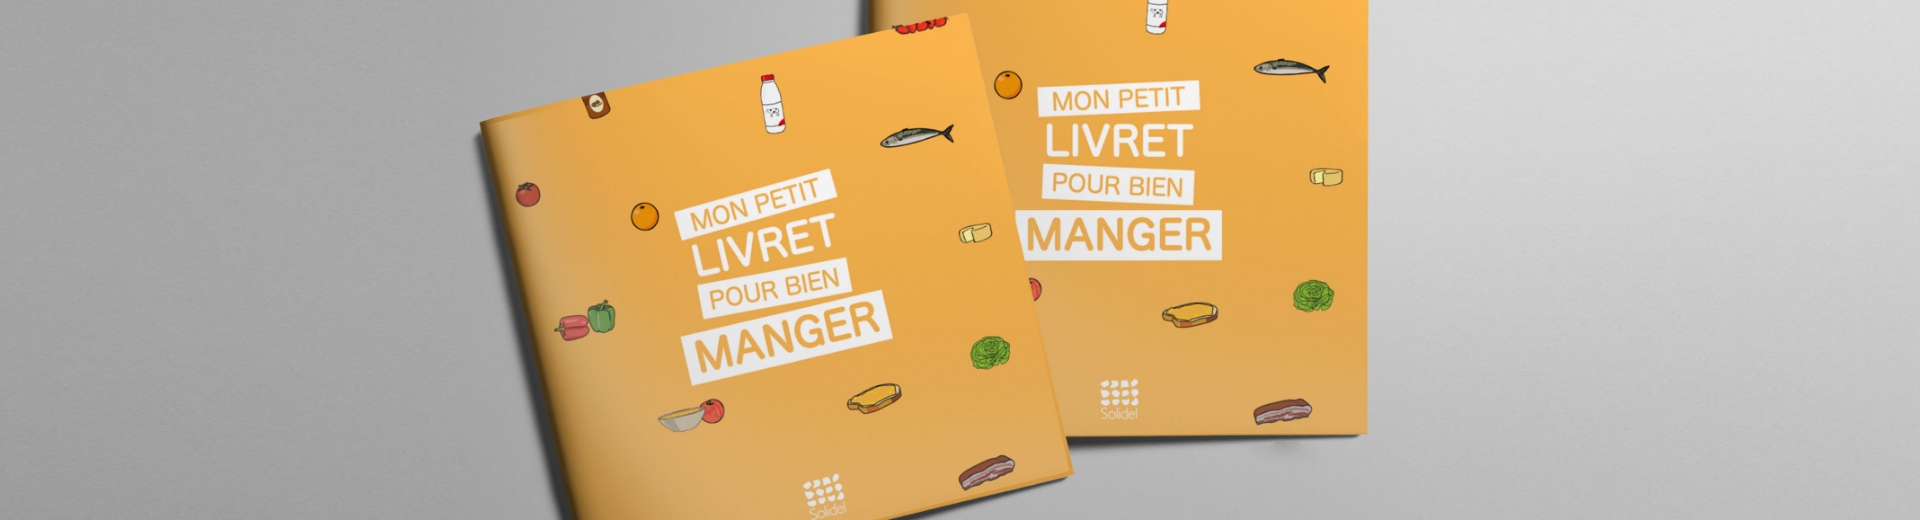 MON PETIT
LIVRET
POUR BIEN
MANGER
Solidel
MON PETIT
LIVRET
POUR BIEN
MANGER
Solidel